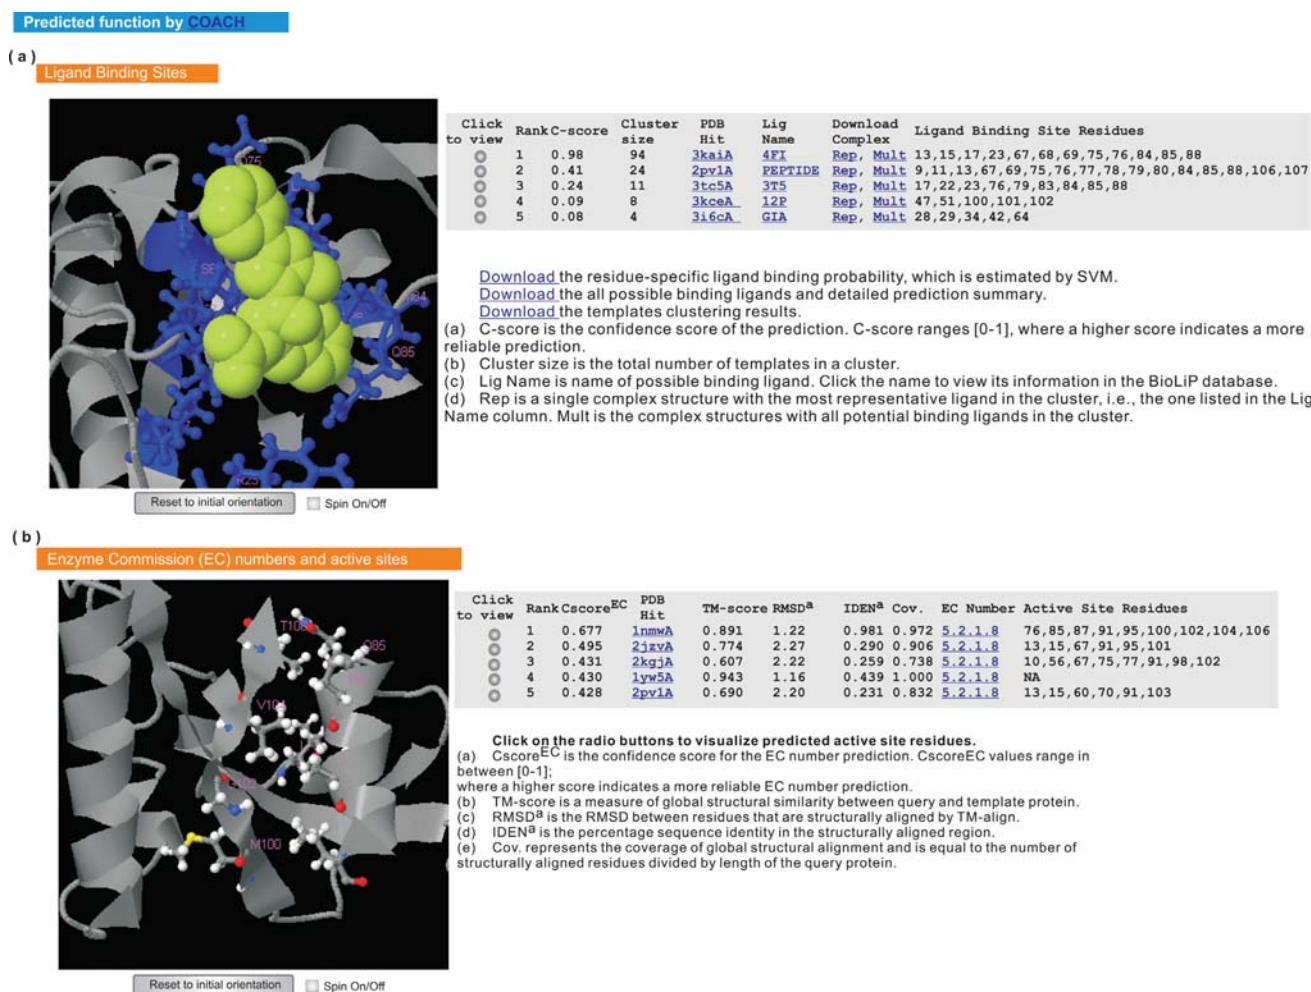 Predicted function by COACH
(a)
Ligand Binding Sites
Click to view Rank C-score Cluster size PDB Hit Lig Name Download Complex Ligand Binding Site Residues
1 0.98 94 3kaiA 4FI Rep, Mult 13,15,17,23,67,68,69,75,76,84,85,88
2 0.41 24 2pv1A PEPTIDE Rep, Mult 9,11,13,67,69,75,76,77,78,79,80,84,85,88,106,107
3 0.24 11 3tc5A 3T5 Rep, Mult 17,22,23,76,79,83,84,85,88
4 0.09 8 3kceA 12P Rep, Mult 47,51,100,101,102
5 0.08 4 3i6cA GIA Rep, Mult 28,29,34,42,64
Q75
Q85
R23
Download the residue-specific ligand binding probability, which is estimated by SVM.
Download the all possible binding ligands and detailed prediction summary.
Download the templates clustering results.
(a) C-score is the confidence score of the prediction. C-score ranges [0-1], where a higher score indicates a more
reliable prediction.
(b) Cluster size is the total number of templates in a cluster.
(c) Lig Name is name of possible binding ligand. Click the name to view its information in the BioLiP database.
(d) Rep is a single complex structure with the most representative ligand in the cluster, i.e., the one listed in the Lig
Name column. Mult is the complex structures with all potential binding ligands in the cluster.
Reset to initial orientation Spin On/Off
(b)
Enzyme Commission (EC) numbers and active sites
Click to view Rank CscoreEC PDB Hit TM-score RMSDa IDENa Cov. EC Number Active Site Residues
1 0.677 1nmwA 0.891 1.22 0.981 0.972 5.2.1.8 76,85,87,91,95,100,102,104,106
2 0.495 2jzvA 0.774 2.27 0.290 0.906 5.2.1.8 13,15,67,91,95,101
3 0.431 2kgjA 0.607 2.22 0.259 0.738 5.2.1.8 10,56,67,75,77,91,98,102
4 0.430 1yw5A 0.943 1.16 0.439 1.000 5.2.1.8 NA
5 0.428 2pv1A 0.690 2.20 0.231 0.832 5.2.1.8 13,15,60,70,91,103
Q85
V104
M100
Click on the radio buttons to visualize predicted active site residues.
(a) CscoreEC is the confidence score for the EC number prediction. CscoreEC values range in
between [0-1];
where a higher score indicates a more reliable EC number prediction.
(b) TM-score is a measure of global structural similarity between query and template protein.
(c) RMSDa is the RMSD between residues that are structurally aligned by TM-align.
(d) IDENa is the percentage sequence identity in the structurally aligned region.
(e) Cov. represents the coverage of global structural alignment and is equal to the number of
structurally aligned residues divided by length of the query protein.
Reset to initial orientation Spin On/Off